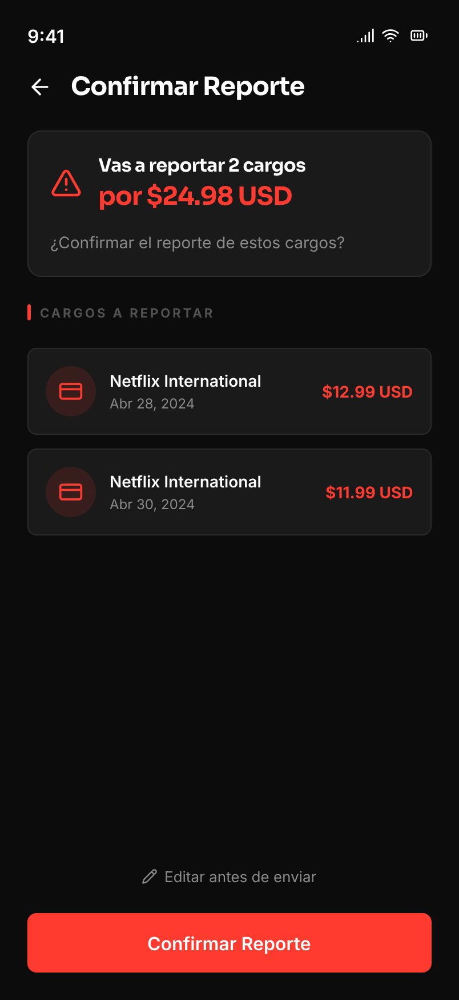 9:41
Confirmar Reporte
Vas a reportar 2 cargos
por $24.98 USD
¿Confirmar el reporte de estos cargos?
CARGOS A REPORTAR
Netflix International
$12.99 USD
Abr 28, 2024
Netflix International
$11.99 USD
Abr 30, 2024
Editar antes de enviar
Confirmar Reporte